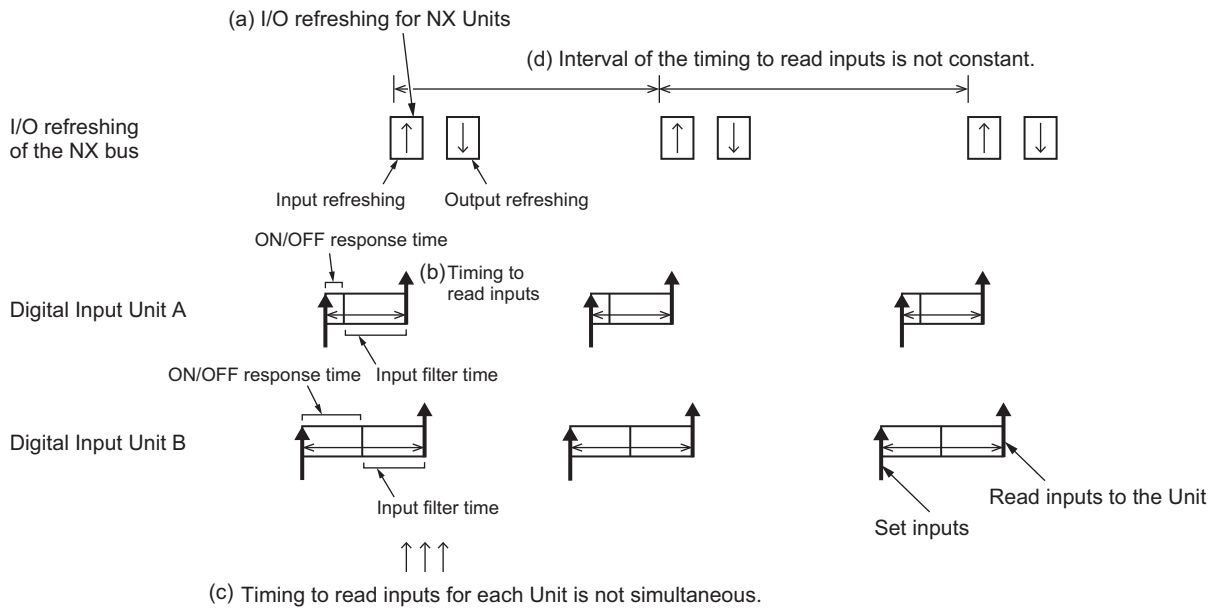 (a) I/O refreshing for NX Units
(d) Interval of the timing to read inputs is not constant.
I/O refreshing
of the NX bus
Input refreshing
Output refreshing
ON/OFF response time
(b) Timing to
read inputs
Digital Input Unit A
ON/OFF response time
Input filter time
Digital Input Unit B
Input filter time
Read inputs to the Unit
Set inputs
(c) Timing to read inputs for each Unit is not simultaneous.